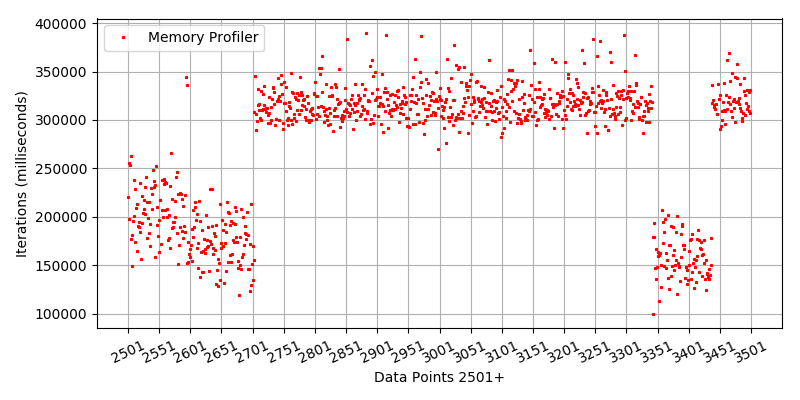 400000
Memory Profiler
350000
300000
250000
200000
150000
100000
Iterations (milliseconds)
2501 2551 2601 2651 2701 2751 2801 2851 2901 2951 3001 3051 3101 3151 3201 3251 3301 3351 3401 3451 3501
Data Points 2501+